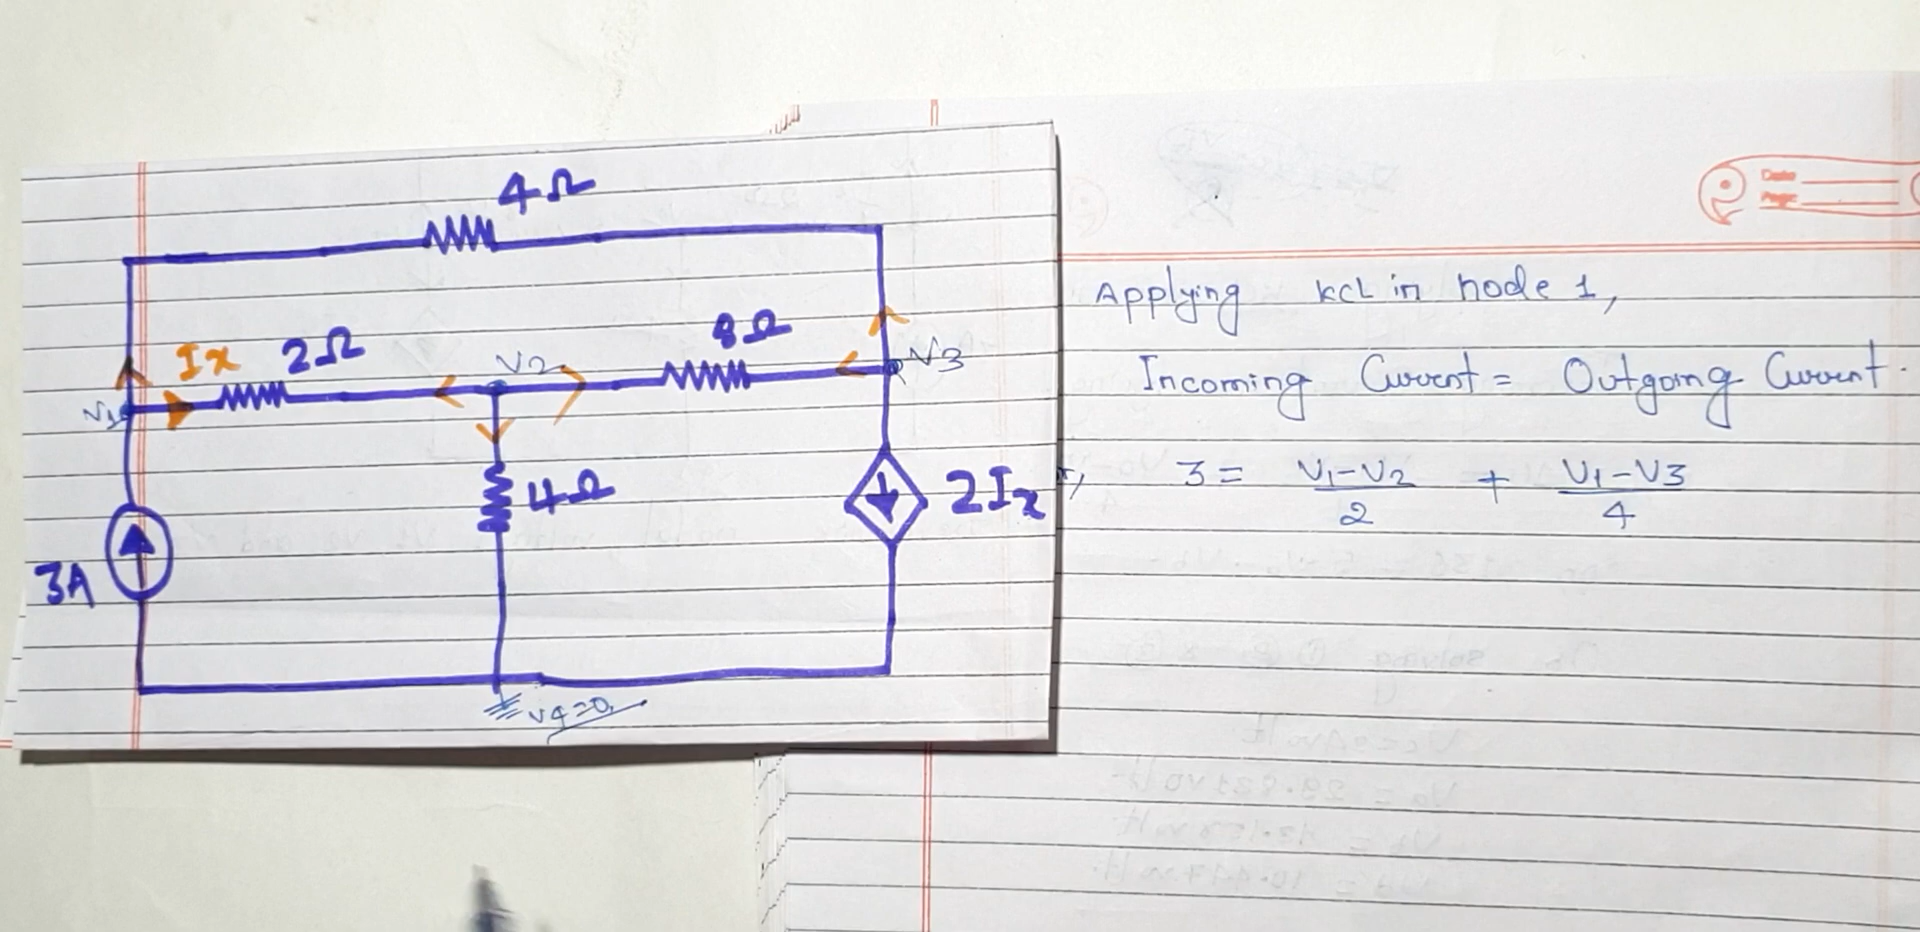 4Ω
Ix 2Ω
V2
8Ω
V3
V1
4Ω
2Ix
3A
V4=0
Date
Page
Applying KCL in node 1,
Incoming Current = Outgoing Current.
3 = V1-V2/2 + V1-V3/4